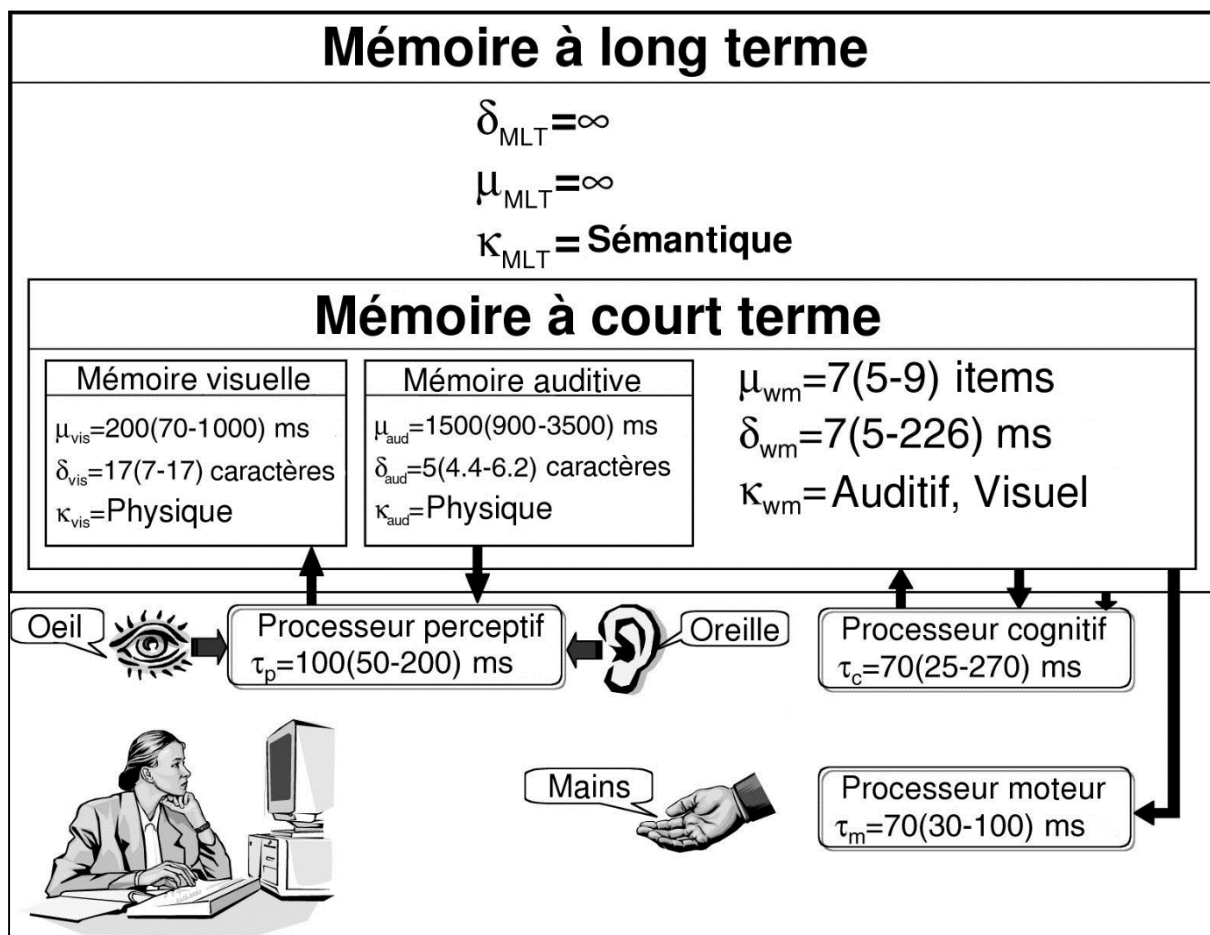 Mémoire à long terme
δMLT=∞
μMLT=∞
κMLT= Sémantique
Mémoire à court terme
Mémoire visuelle
μvis=200(70-1000) ms
δvis=17(7-17) caractères
κvis=Physique
Mémoire auditive
μaud=1500(900-3500) ms
δaud=5(4.4-6.2) caractères
κaud=Physique
μwm=7(5-9) items
δwm=7(5-226) ms
κwm=Auditif, Visuel
Oeil
Processeur perceptif
τp=100(50-200) ms
Oreille
Processeur cognitif
τc=70(25-270) ms
Mains
Processeur moteur
τm=70(30-100) ms